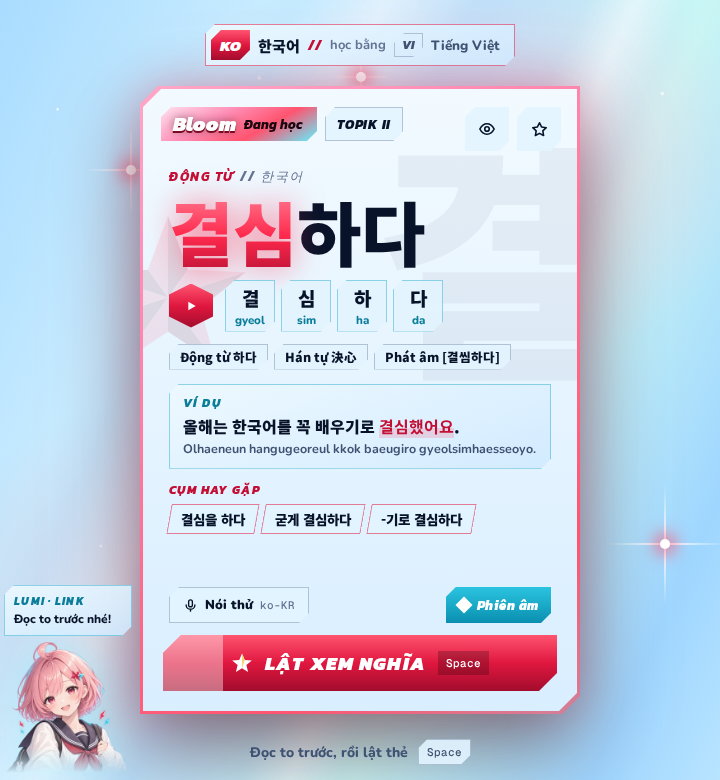 KO 한국어 // học bằng VI Tiếng Việt
Bloom Đang học TOPIK II
ĐỘNG TỪ // 한국어
결심하다
결 심 하 다
gyeol sim ha da
Động từ 하다 Hán tự 決心 Phát âm [결씸하다]
VÍ DỤ
올해는 한국어를 꼭 배우기로 결심했어요.
Olhaeneun hangugeoreul kkok baeugiro gyeolsimhaesseoyo.
CỤM HAY GẶP
결심을 하다 굳게 결심하다 -기로 결심하다
LUMI · LINK
Đọc to trước nhé!
Nói thử ko-KR Phiên âm
LẬT XEM NGHĨA Space
Đọc to trước, rồi lật thẻ Space
결